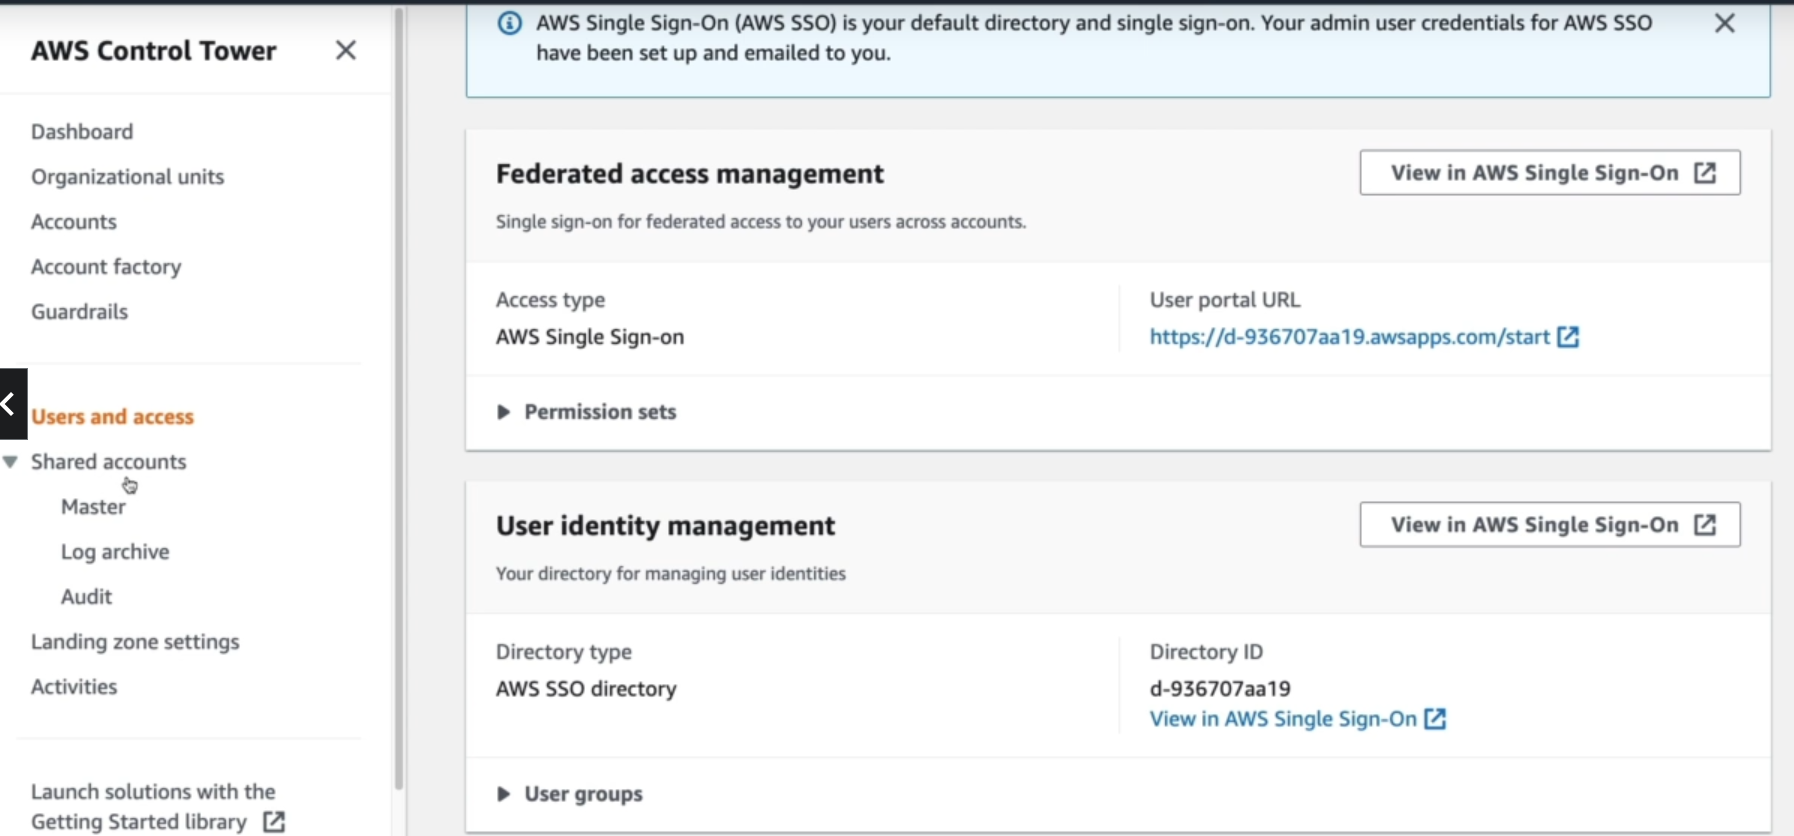 AWS Control Tower
Dashboard
Organizational units
Accounts
Account factory
Guardrails
Users and access
Shared accounts
Master
Log archive
Audit
Landing zone settings
Activities
Launch solutions with the
Getting Started library
AWS Single Sign-On (AWS SSO) is your default directory and single sign-on. Your admin user credentials for AWS SSO
have been set up and emailed to you.
Federated access management
View in AWS Single Sign-On
Single sign-on for federated access to your users across accounts.
Access type
AWS Single Sign-on
User portal URL
https://d-936707aa19.awsapps.com/start
Permission sets
User identity management
View in AWS Single Sign-On
Your directory for managing user identities
Directory type
AWS SSO directory
Directory ID
d-936707aa19
View in AWS Single Sign-On
User groups